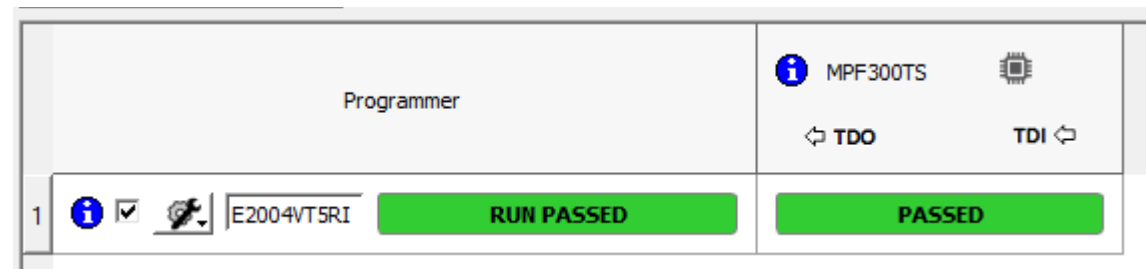 Programmer
MPF300TS
TDO TDI
1 E2004VT5RI RUN PASSED PASSED